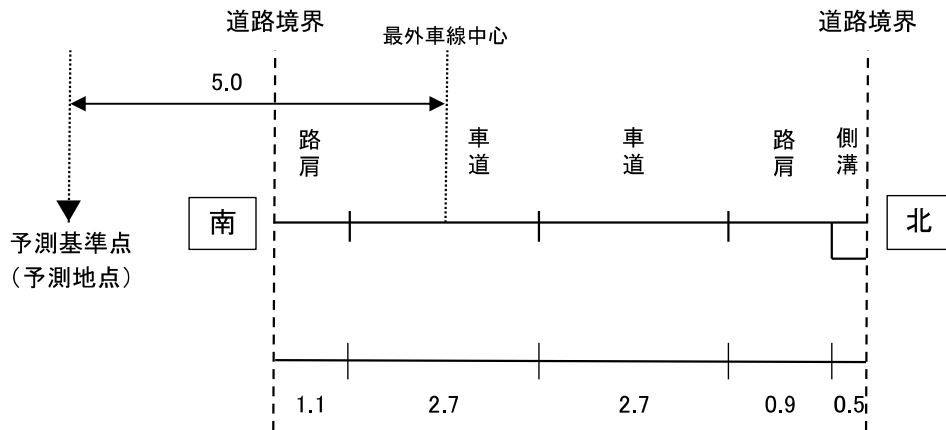 道路境界
最外車線中心
道路境界
5.0
路肩
車道
車道
路肩
側溝
南
北
予測基準点
（予測地点）
1.1
2.7
2.7
0.9
0.5